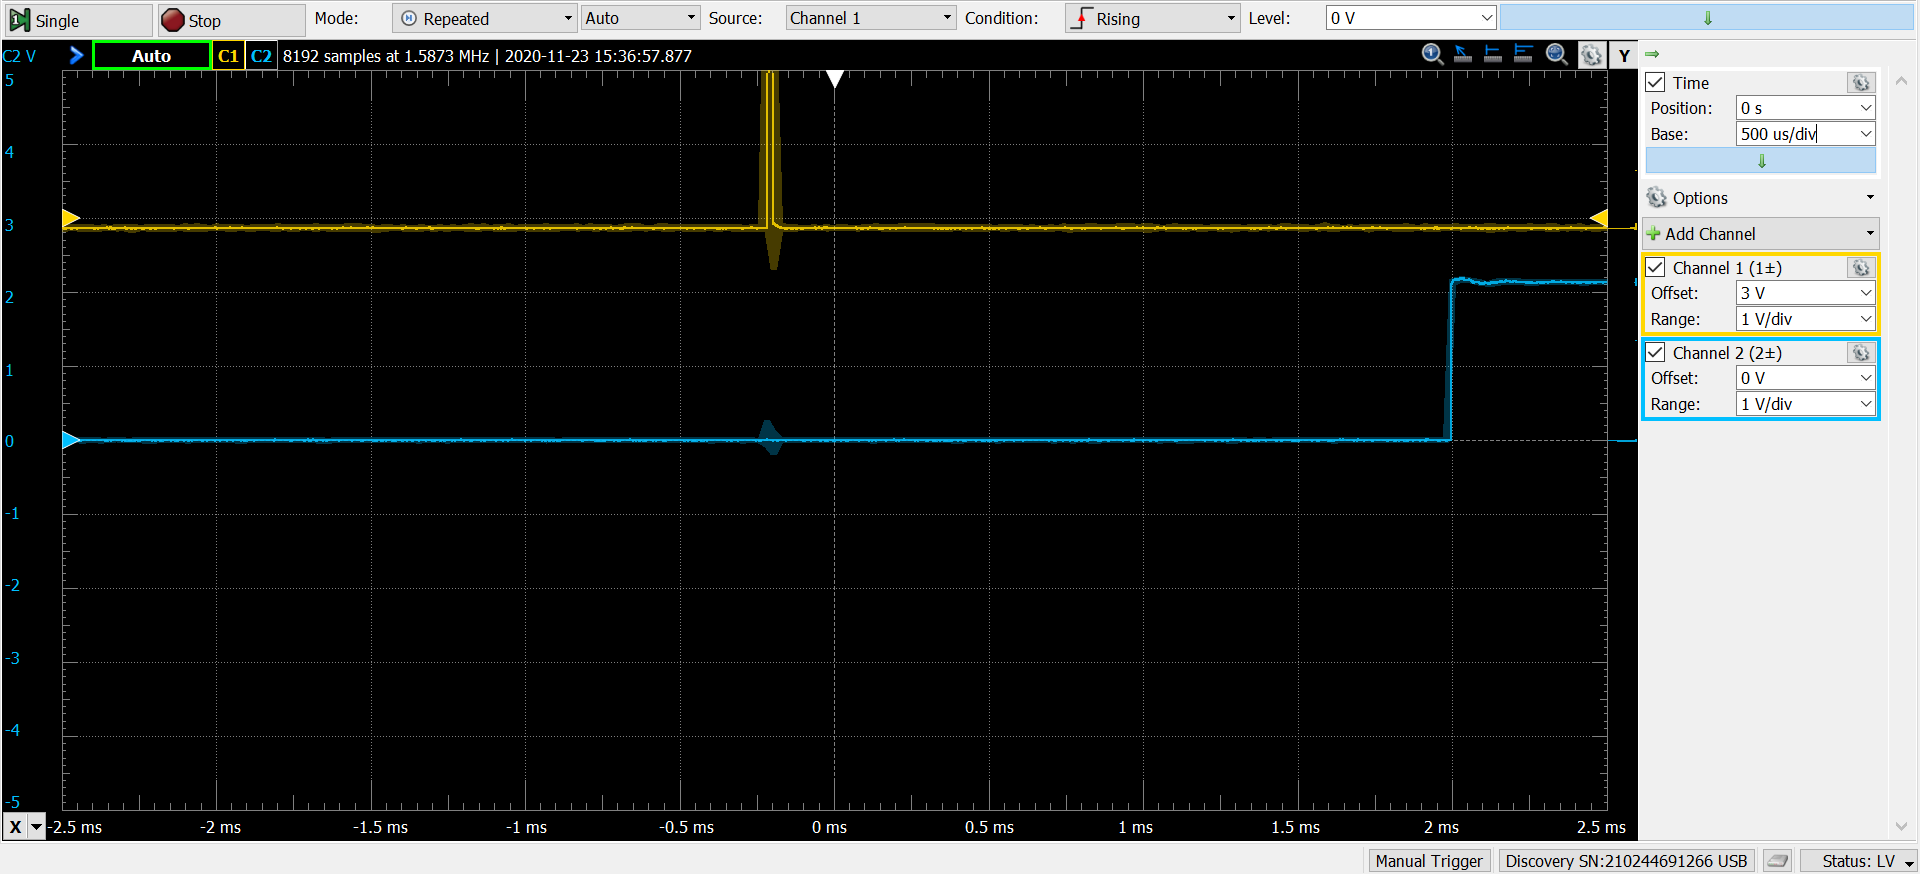 Single Stop Mode: Repeated Auto Source: Channel 1 Condition: Rising Level: 0 V
C2 V Auto C1 C2 8192 samples at 1.5873 MHz | 2020-11-23 15:36:57.877 Y
5
4
3
2
1
0
-1
-2
-3
-4
-5
X -2.5 ms -2 ms -1.5 ms -1 ms -0.5 ms 0 ms 0.5 ms 1 ms 1.5 ms 2 ms 2.5 ms
Time
Position: 0 s
Base: 500 us/div
Options
Add Channel
Channel 1 (1±)
Offset: 3 V
Range: 1 V/div
Channel 2 (2±)
Offset: 0 V
Range: 1 V/div
Manual Trigger Discovery SN:210244691266 USB Status: LV